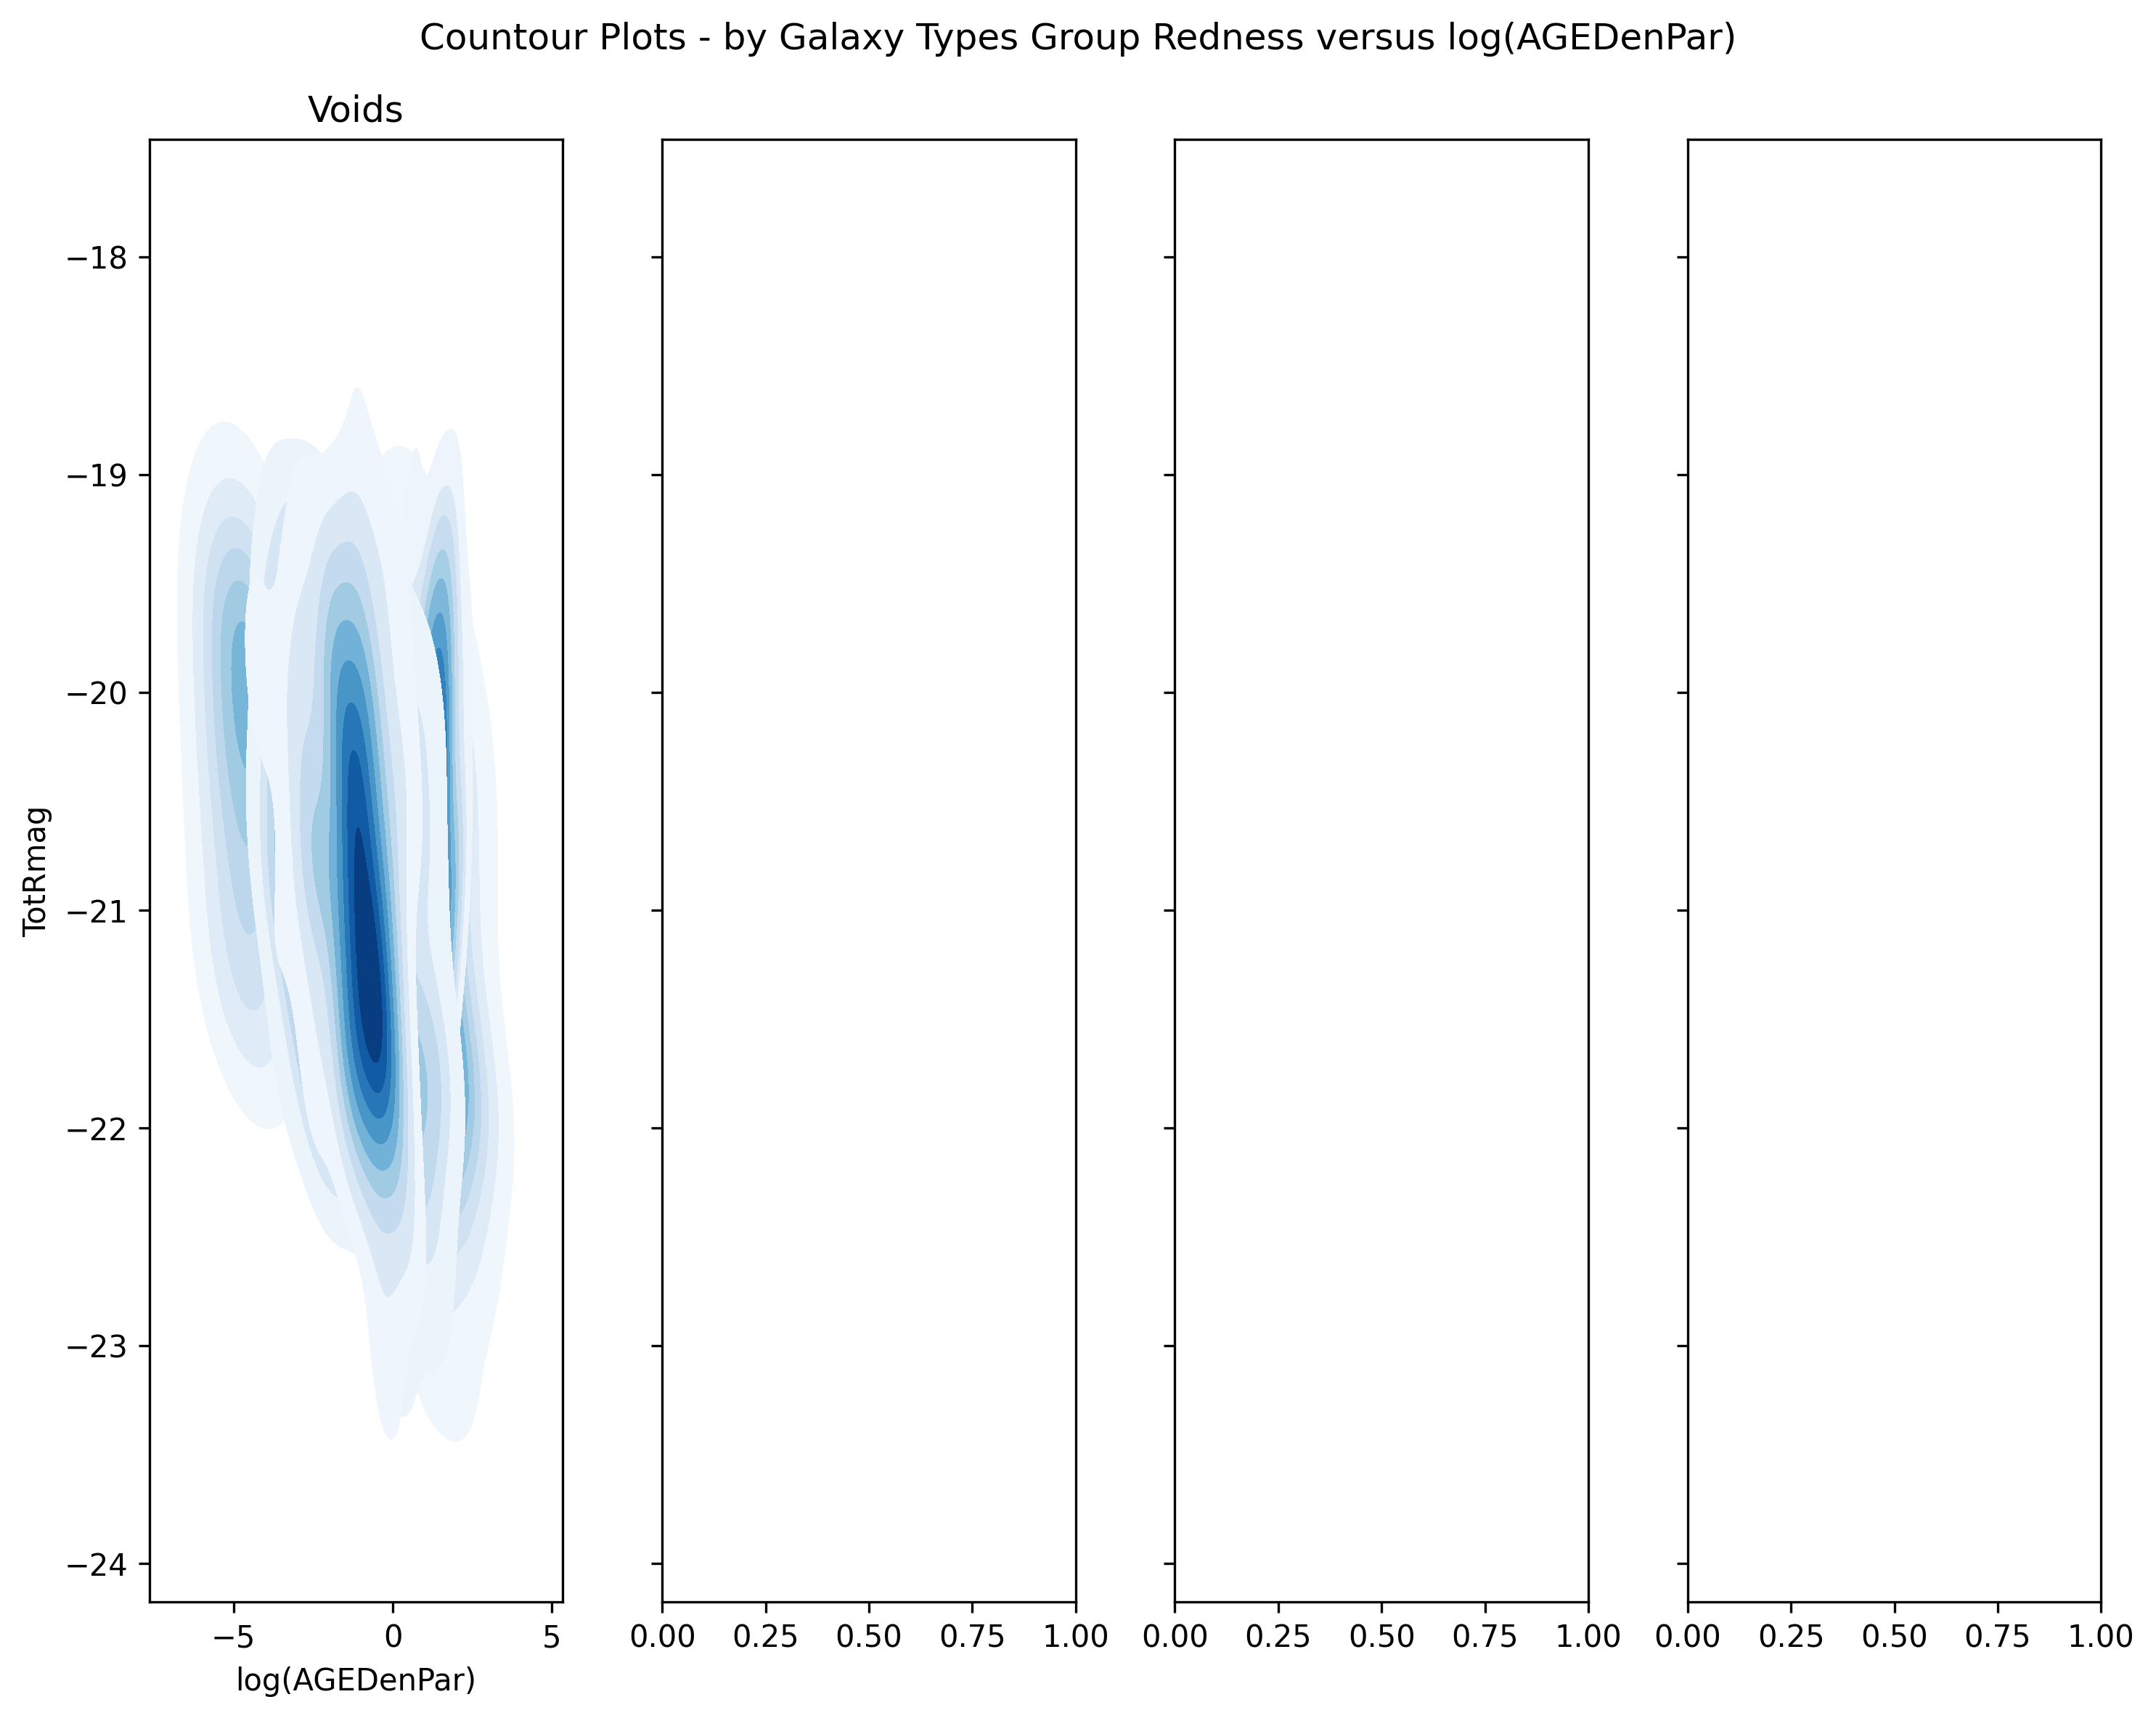 Countour Plots - by Galaxy Types Group Redness versus log(AGEDenPar)
Voids
−18
−19
−20
−21
−22
−23
−24
TotRmag
−5 0 5
log(AGEDenPar)
0.00 0.25 0.50 0.75 1.00
0.00 0.25 0.50 0.75 1.00
0.00 0.25 0.50 0.75 1.00